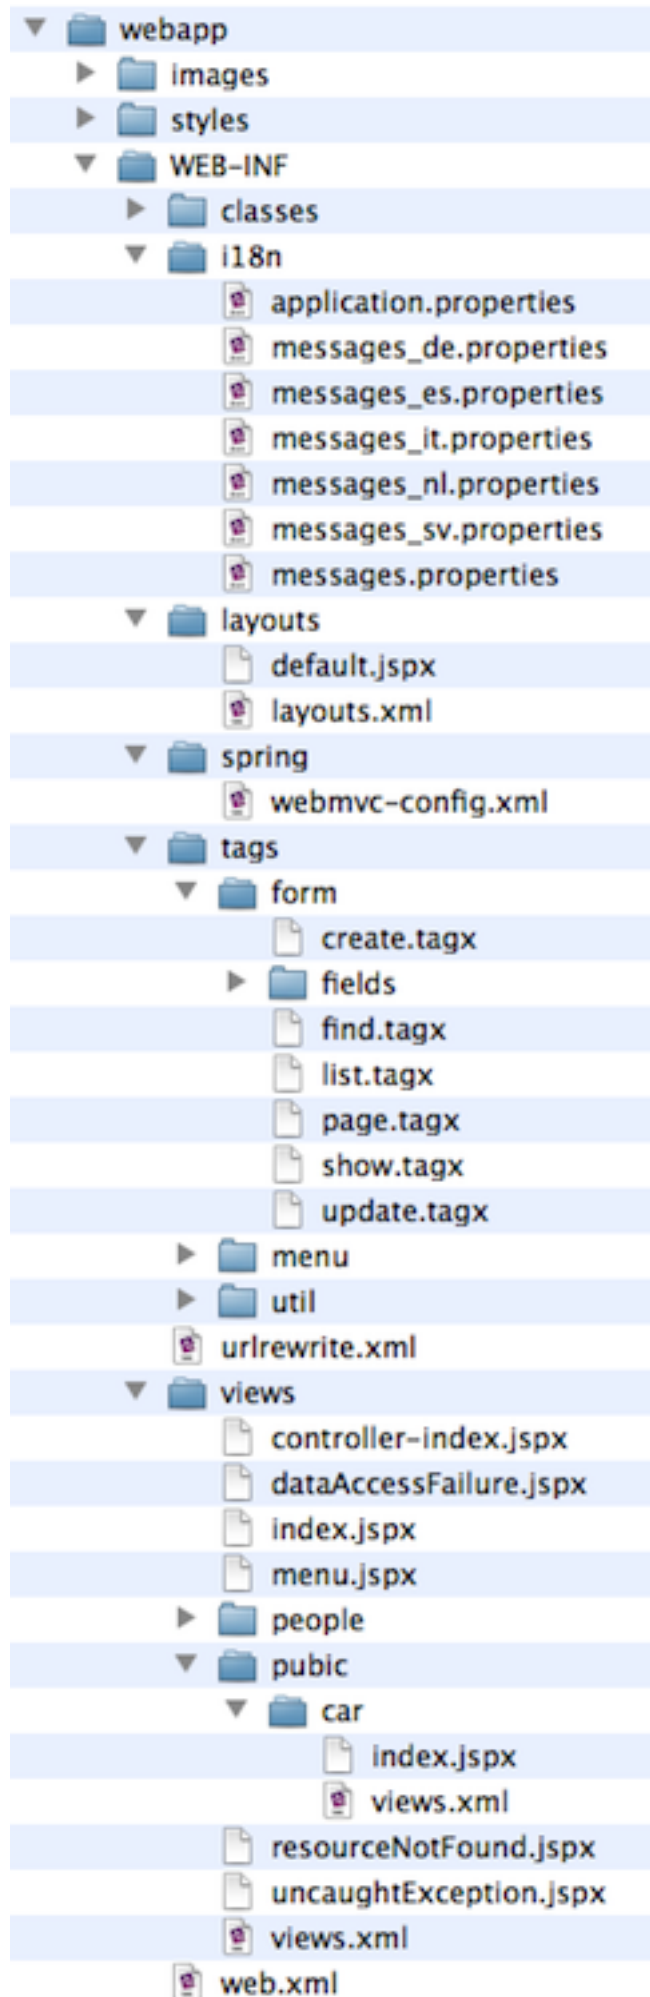 webapp
images
styles
WEB-INF
classes
i18n
application.properties
messages_de.properties
messages_es.properties
messages_it.properties
messages_nl.properties
messages_sv.properties
messages.properties
layouts
default.jspx
layouts.xml
spring
webmvc-config.xml
tags
form
create.tagx
fields
find.tagx
list.tagx
page.tagx
show.tagx
update.tagx
menu
util
urlrewrite.xml
views
controller-index.jspx
dataAccessFailure.jspx
index.jspx
menu.jspx
people
pubic
car
index.jspx
views.xml
resourceNotFound.jspx
uncaughtException.jspx
views.xml
web.xml